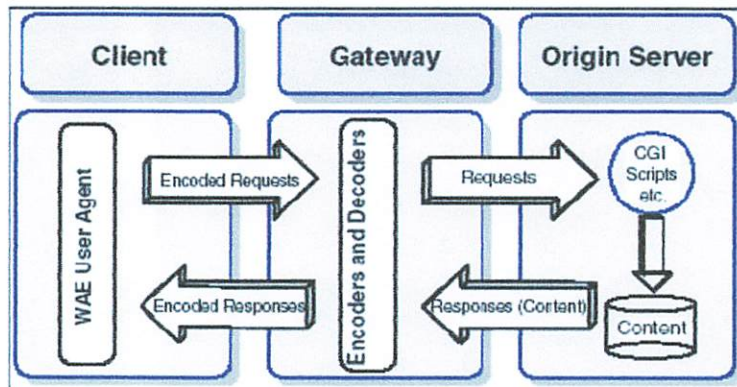 Client
Gateway
Origin Server
WAE User Agent
Encoded Requests
Encoders and Decoders
Requests
CGI
Scripts
etc.
Encoded Responses
Responses (Content)
Content